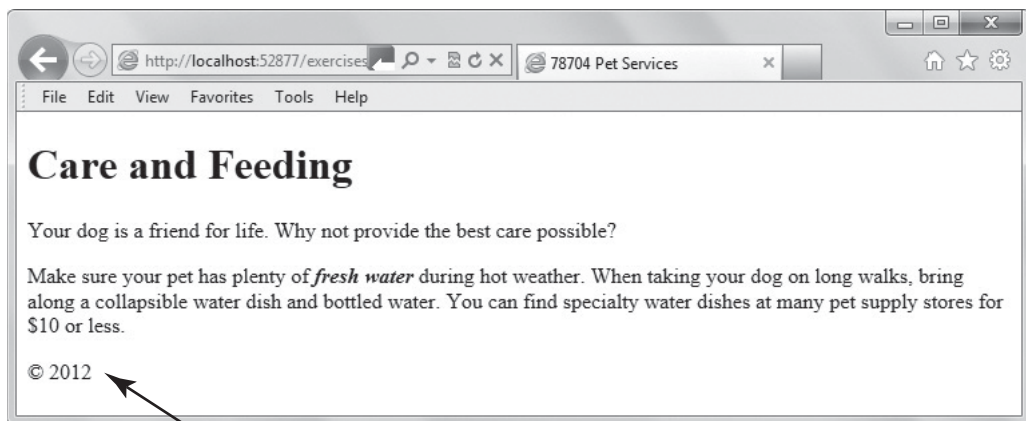 http://localhost:52877/exercises
78704 Pet Services
File Edit View Favorites Tools Help
Care and Feeding
Your dog is a friend for life. Why not provide the best care possible?
Make sure your pet has plenty of fresh water during hot weather. When taking your dog on long walks, bring
along a collapsible water dish and bottled water. You can find specialty water dishes at many pet supply stores for
$10 or less.
© 2012